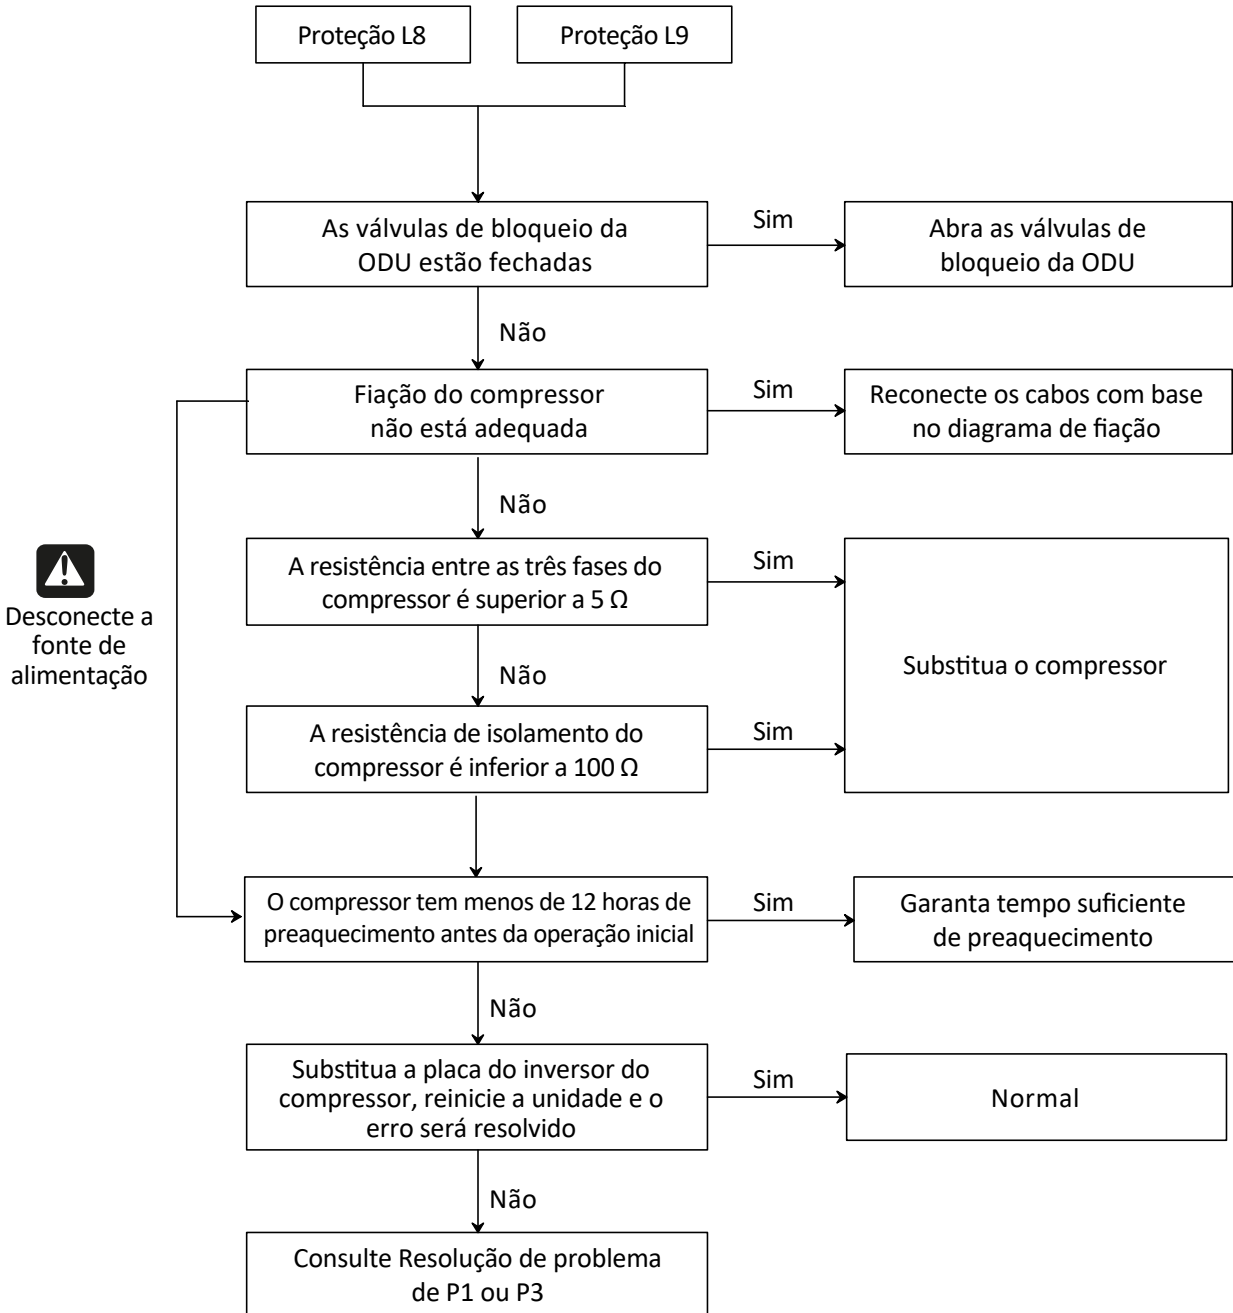 Proteção L8
Proteção L9
As válvulas de bloqueio da
ODU estão fechadas
Sim
Abra as válvulas de
bloqueio da ODU
Não
Fiação do compressor
não está adequada
Sim
Reconecte os cabos com base
no diagrama de fiação
Não
Desconecte a
fonte de
alimentação
A resistência entre as três fases do
compressor é superior a 5 Ω
Sim
Substitua o compressor
Não
A resistência de isolamento do
compressor é inferior a 100 Ω
Sim
O compressor tem menos de 12 horas de
preaquecimento antes da operação inicial
Sim
Garanta tempo suficiente
de preaquecimento
Não
Substitua a placa do inversor do
compressor, reinicie a unidade e o
erro será resolvido
Sim
Normal
Não
Consulte Resolução de problema
de P1 ou P3